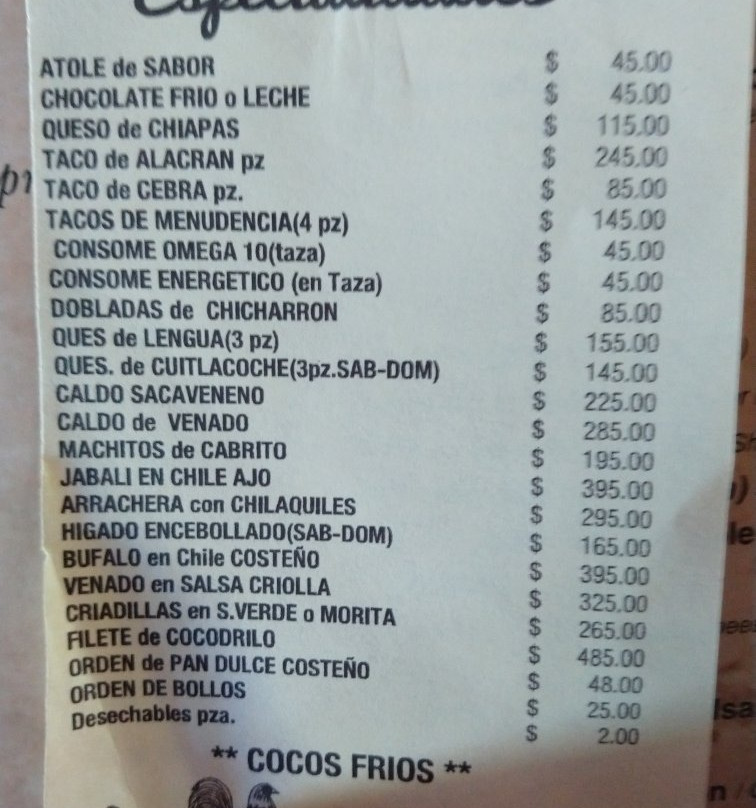 Especialidades
ATOLE de SABOR $ 45.00
CHOCOLATE FRIO o LECHE $ 45.00
QUESO de CHIAPAS $ 115.00
TACO de ALACRAN pz $ 245.00
TACO de CEBRA pz. $ 85.00
TACOS DE MENUDENCIA(4 pz) $ 145.00
CONSOME OMEGA 10(taza) $ 45.00
CONSOME ENERGETICO (en Taza) $ 45.00
DOBLADAS de CHICHARRON $ 85.00
QUES de LENGUA(3 pz) $ 155.00
QUES. de CUITLACOCHE(3pz.SAB-DOM) $ 145.00
CALDO SACAVENENO $ 225.00
CALDO de VENADO $ 285.00
MACHITOS de CABRITO $ 195.00
JABALI EN CHILE AJO $ 395.00
ARRACHERA con CHILAQUILES $ 295.00
HIGADO ENCEBOLLADO(SAB-DOM) $ 165.00
BUFALO en Chile COSTEÑO $ 395.00
VENADO en SALSA CRIOLLA $ 325.00
CRIADILLAS en S.VERDE o MORITA $ 265.00
FILETE de COCODRILO $ 485.00
ORDEN de PAN DULCE COSTEÑO $ 48.00
ORDEN DE BOLLOS $ 25.00
Desechables pza. $ 2.00
** COCOS FRIOS **